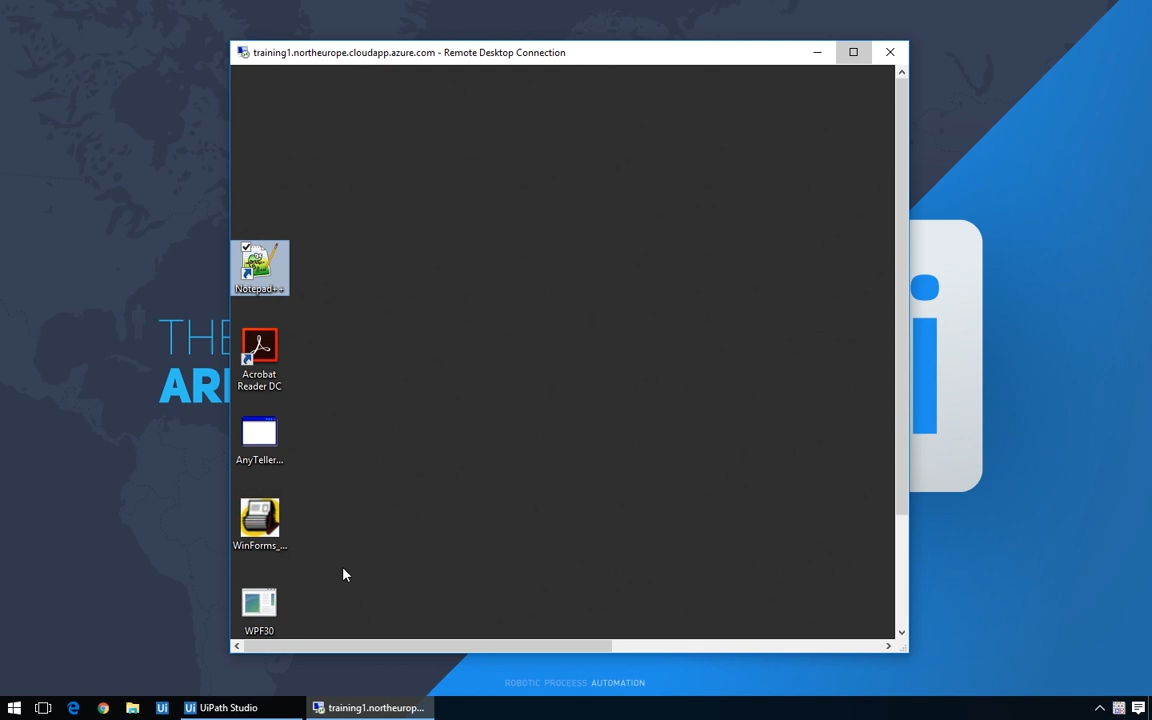 training1.northeurope.cloudapp.azure.com - Remote Desktop Connection
Notepad++
THE
Acrobat
Reader DC
AnyTeller...
WinForms_...
WPF30
ROBOTIC PROCESS AUTOMATION
UiPath Studio
training1.northeurop...